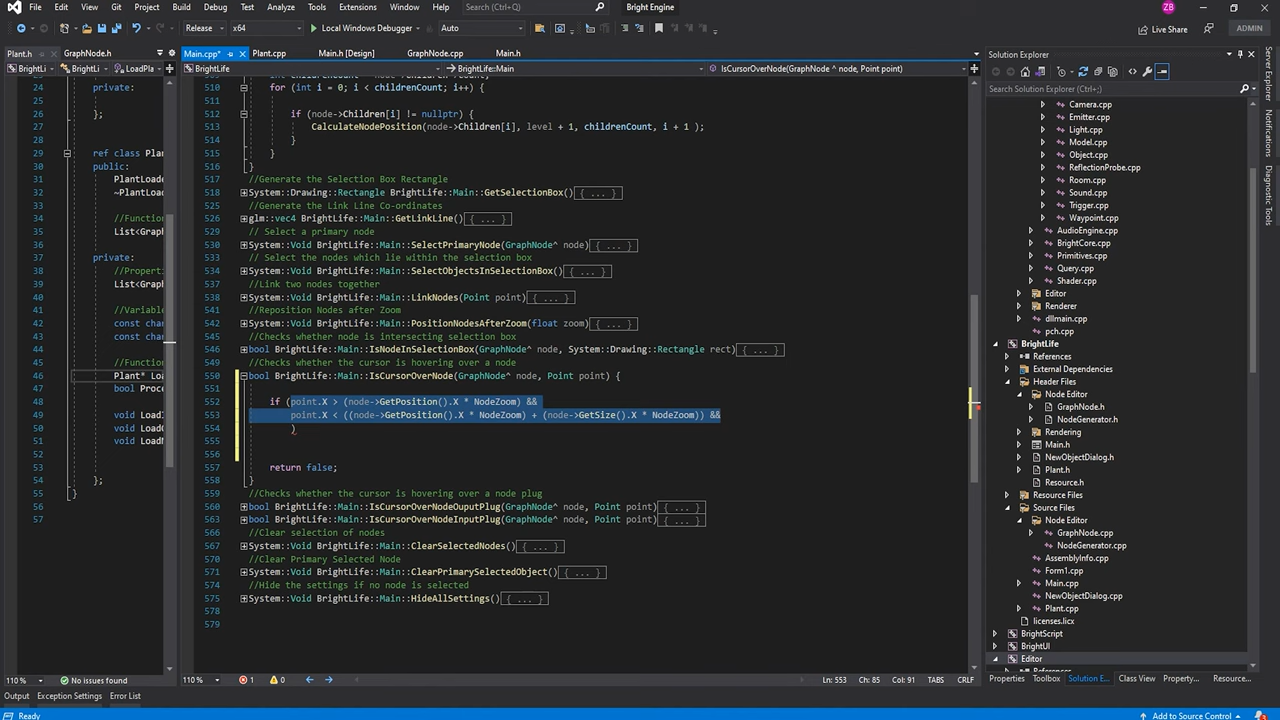 File Edit View Git Project Build Debug Test Analyze Tools Extensions Window Help Search (Ctrl+;) Bright Engine ZB
Release x64 Local Windows Debugger Auto Live Share ADMIN
Plant.h GraphNode.h Main.cpp* Plant.cpp Main.h [Design] GraphNode.cpp Main.h
BrightLi BrightLi LoadPla BrightLife BrightLife::Main IsCursorOverNode(GraphNode ^ node, Point point)
24 private:
25
26 };
27
28
29 ref class Plan
30 public:
31 PlantLoade
32 ~PlantLoad
33
34 //Functio
35 List<Graph
36
37 private:
38 //Properti
39 List<Graph
40
41 //Variable
42 const char
43 const char
44
45 //Functio
46 Plant* Loa
47 bool Proce
48
49 void LoadI
50 void LoadN
51 void LoadN
52
53
54 };
55
56
57
510 for (int i = 0; i < childrenCount; i++) {
511
512 if (node->Children[i] != nullptr) {
513 CalculateNodePosition(node->Children[i], level + 1, childrenCount, i + 1 );
514 }
515 }
516 }
517 //Generate the Selection Box Rectangle
518 System::Drawing::Rectangle BrightLife::Main::GetSelectionBox() { ... }
525 //Generate the Link Line Co-ordinates
526 glm::vec4 BrightLife::Main::GetLinkLine() { ... }
529 // Select a primary node
530 System::Void BrightLife::Main::SelectPrimaryNode(GraphNode^ node) { ... }
533 // Select the nodes which lie within the selection box
534 System::Void BrightLife::Main::SelectObjectsInSelectionBox() { ... }
537 //Link two nodes together
538 System::Void BrightLife::Main::LinkNodes(Point point) { ... }
541 //Reposition Nodes after Zoom
542 System::Void BrightLife::Main::PositionNodesAfterZoom(float zoom) { ... }
545 //Checks whether node is intersecting selection box
546 bool BrightLife::Main::IsNodeInSelectionBox(GraphNode^ node, System::Drawing::Rectangle rect) { ... }
549 //Checks whether the cursor is hovering over a node
550 bool BrightLife::Main::IsCursorOverNode(GraphNode^ node, Point point) {
551
552 if (point.X > (node->GetPosition().X * NodeZoom) &&
553 point.X < ((node->GetPosition().X * NodeZoom) + (node->GetSize().X * NodeZoom)) &&
554 )
555
556
557 return false;
558 }
559 //Checks whether the cursor is hovering over a node plug
560 bool BrightLife::Main::IsCursorOverNodeOuputPlug(GraphNode^ node, Point point) { ... }
563 bool BrightLife::Main::IsCursorOverNodeInputPlug(GraphNode^ node, Point point) { ... }
566 //Clear selection of nodes
567 System::Void BrightLife::Main::ClearSelectedNodes() { ... }
570 //Clear Primary Selected Node
571 System::Void BrightLife::Main::ClearPrimarySelectedObject() { ... }
574 //Hide the settings if no node is selected
575 System::Void BrightLife::Main::HideAllSettings() { ... }
578
579
Solution Explorer
Search Solution Explorer (Ctrl+;)
Camera.cpp
Emitter.cpp
Light.cpp
Model.cpp
Object.cpp
ReflectionProbe.cpp
Room.cpp
Sound.cpp
Trigger.cpp
Waypoint.cpp
AudioEngine.cpp
BrightCore.cpp
Primitives.cpp
Query.cpp
Shader.cpp
Editor
Renderer
dllmain.cpp
pch.cpp
BrightLife
References
External Dependencies
Header Files
Node Editor
GraphNode.h
NodeGenerator.h
Rendering
Main.h
NewObjectDialog.h
Plant.h
Resource.h
Resource Files
Source Files
Node Editor
GraphNode.cpp
NodeGenerator.cpp
AssemblyInfo.cpp
Form1.cpp
Main.cpp
NewObjectDialog.cpp
Plant.cpp
licenses.licx
BrightScript
BrightUI
Editor
References
Server Explorer
Notifications
Diagnostic Tools
110 % No issues found 110 % 1 0 Ln: 553 Ch: 85 Col: 91 TABS CRLF
Properties Toolbox Solution E... Class View Property... Resource...
Output Exception Settings Error List
Ready Add to Source Control